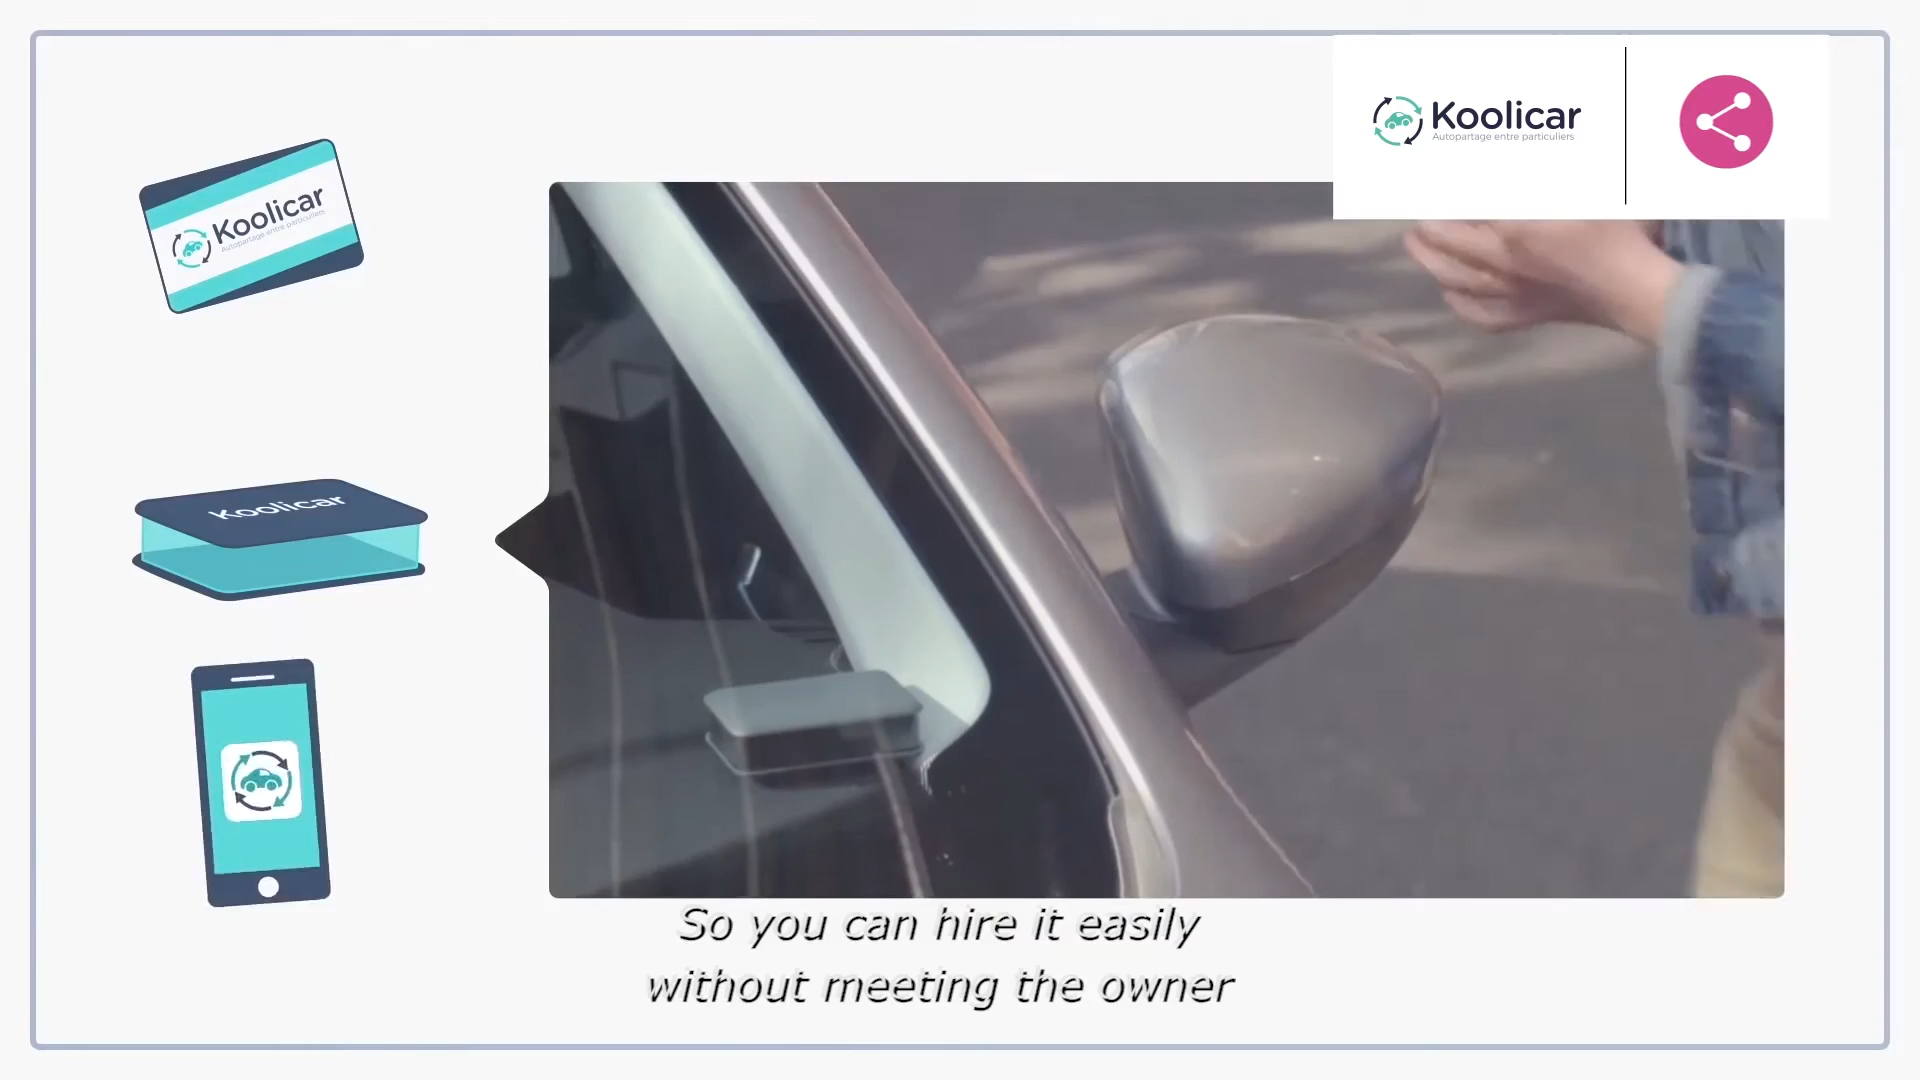 Koolicar
Autopartage entre particuliers
Koolicar
Autopartage entre particuliers
Koolicar
So you can hire it easily
without meeting the owner